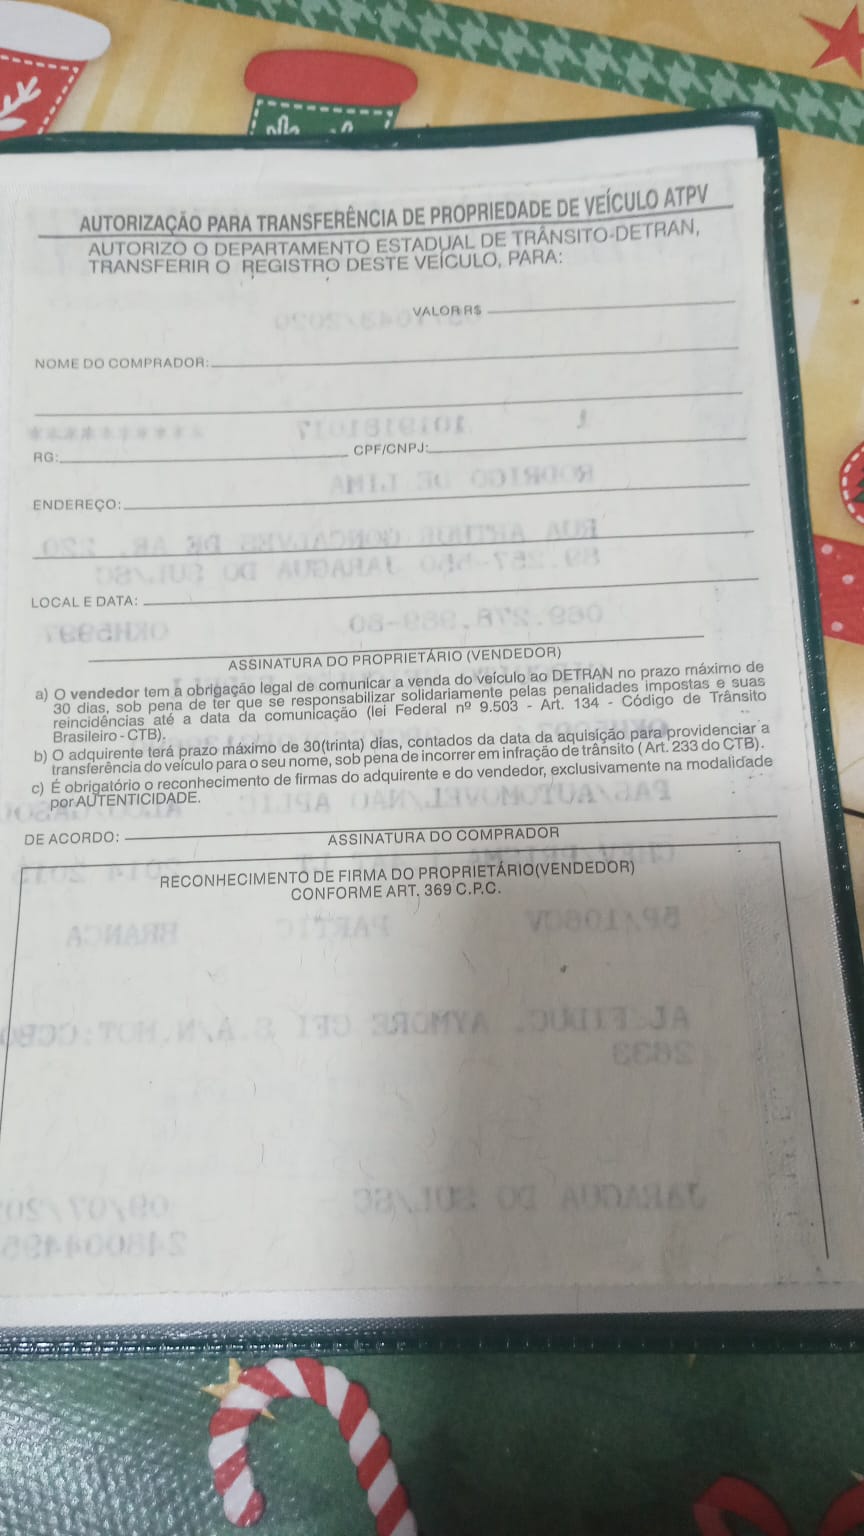 AUTORIZAÇÃO PARA TRANSFERÊNCIA DE PROPRIEDADE DE VEÍCULO ATPV
AUTORIZO O DEPARTAMENTO ESTADUAL DE TRÂNSITO-DETRAN,
TRANSFERIR O REGISTRO DESTE VEÍCULO, PARA:
VALOR R$
NOME DO COMPRADOR:
RG: CPF/CNPJ:
ENDEREÇO:
LOCAL E DATA:
ASSINATURA DO PROPRIETÁRIO (VENDEDOR)
a) O vendedor tem a obrigação legal de comunicar a venda do veículo ao DETRAN no prazo máximo de
30 dias, sob pena de ter que se responsabilizar solidariamente pelas penalidades impostas e suas
reincidências até a data da comunicação (lei Federal nº 9.503 - Art. 134 - Código de Trânsito
Brasileiro - CTB).
b) O adquirente terá prazo máximo de 30(trinta) dias, contados da data da aquisição para providenciar a
transferência do veículo para o seu nome, sob pena de incorrer em infração de trânsito ( Art. 233 do CTB).
c) É obrigatório o reconhecimento de firmas do adquirente e do vendedor, exclusivamente na modalidade
por AUTENTICIDADE.
DE ACORDO:
ASSINATURA DO COMPRADOR
RECONHECIMENTO DE FIRMA DO PROPRIETÁRIO(VENDEDOR)
CONFORME ART. 369 C.P.C.